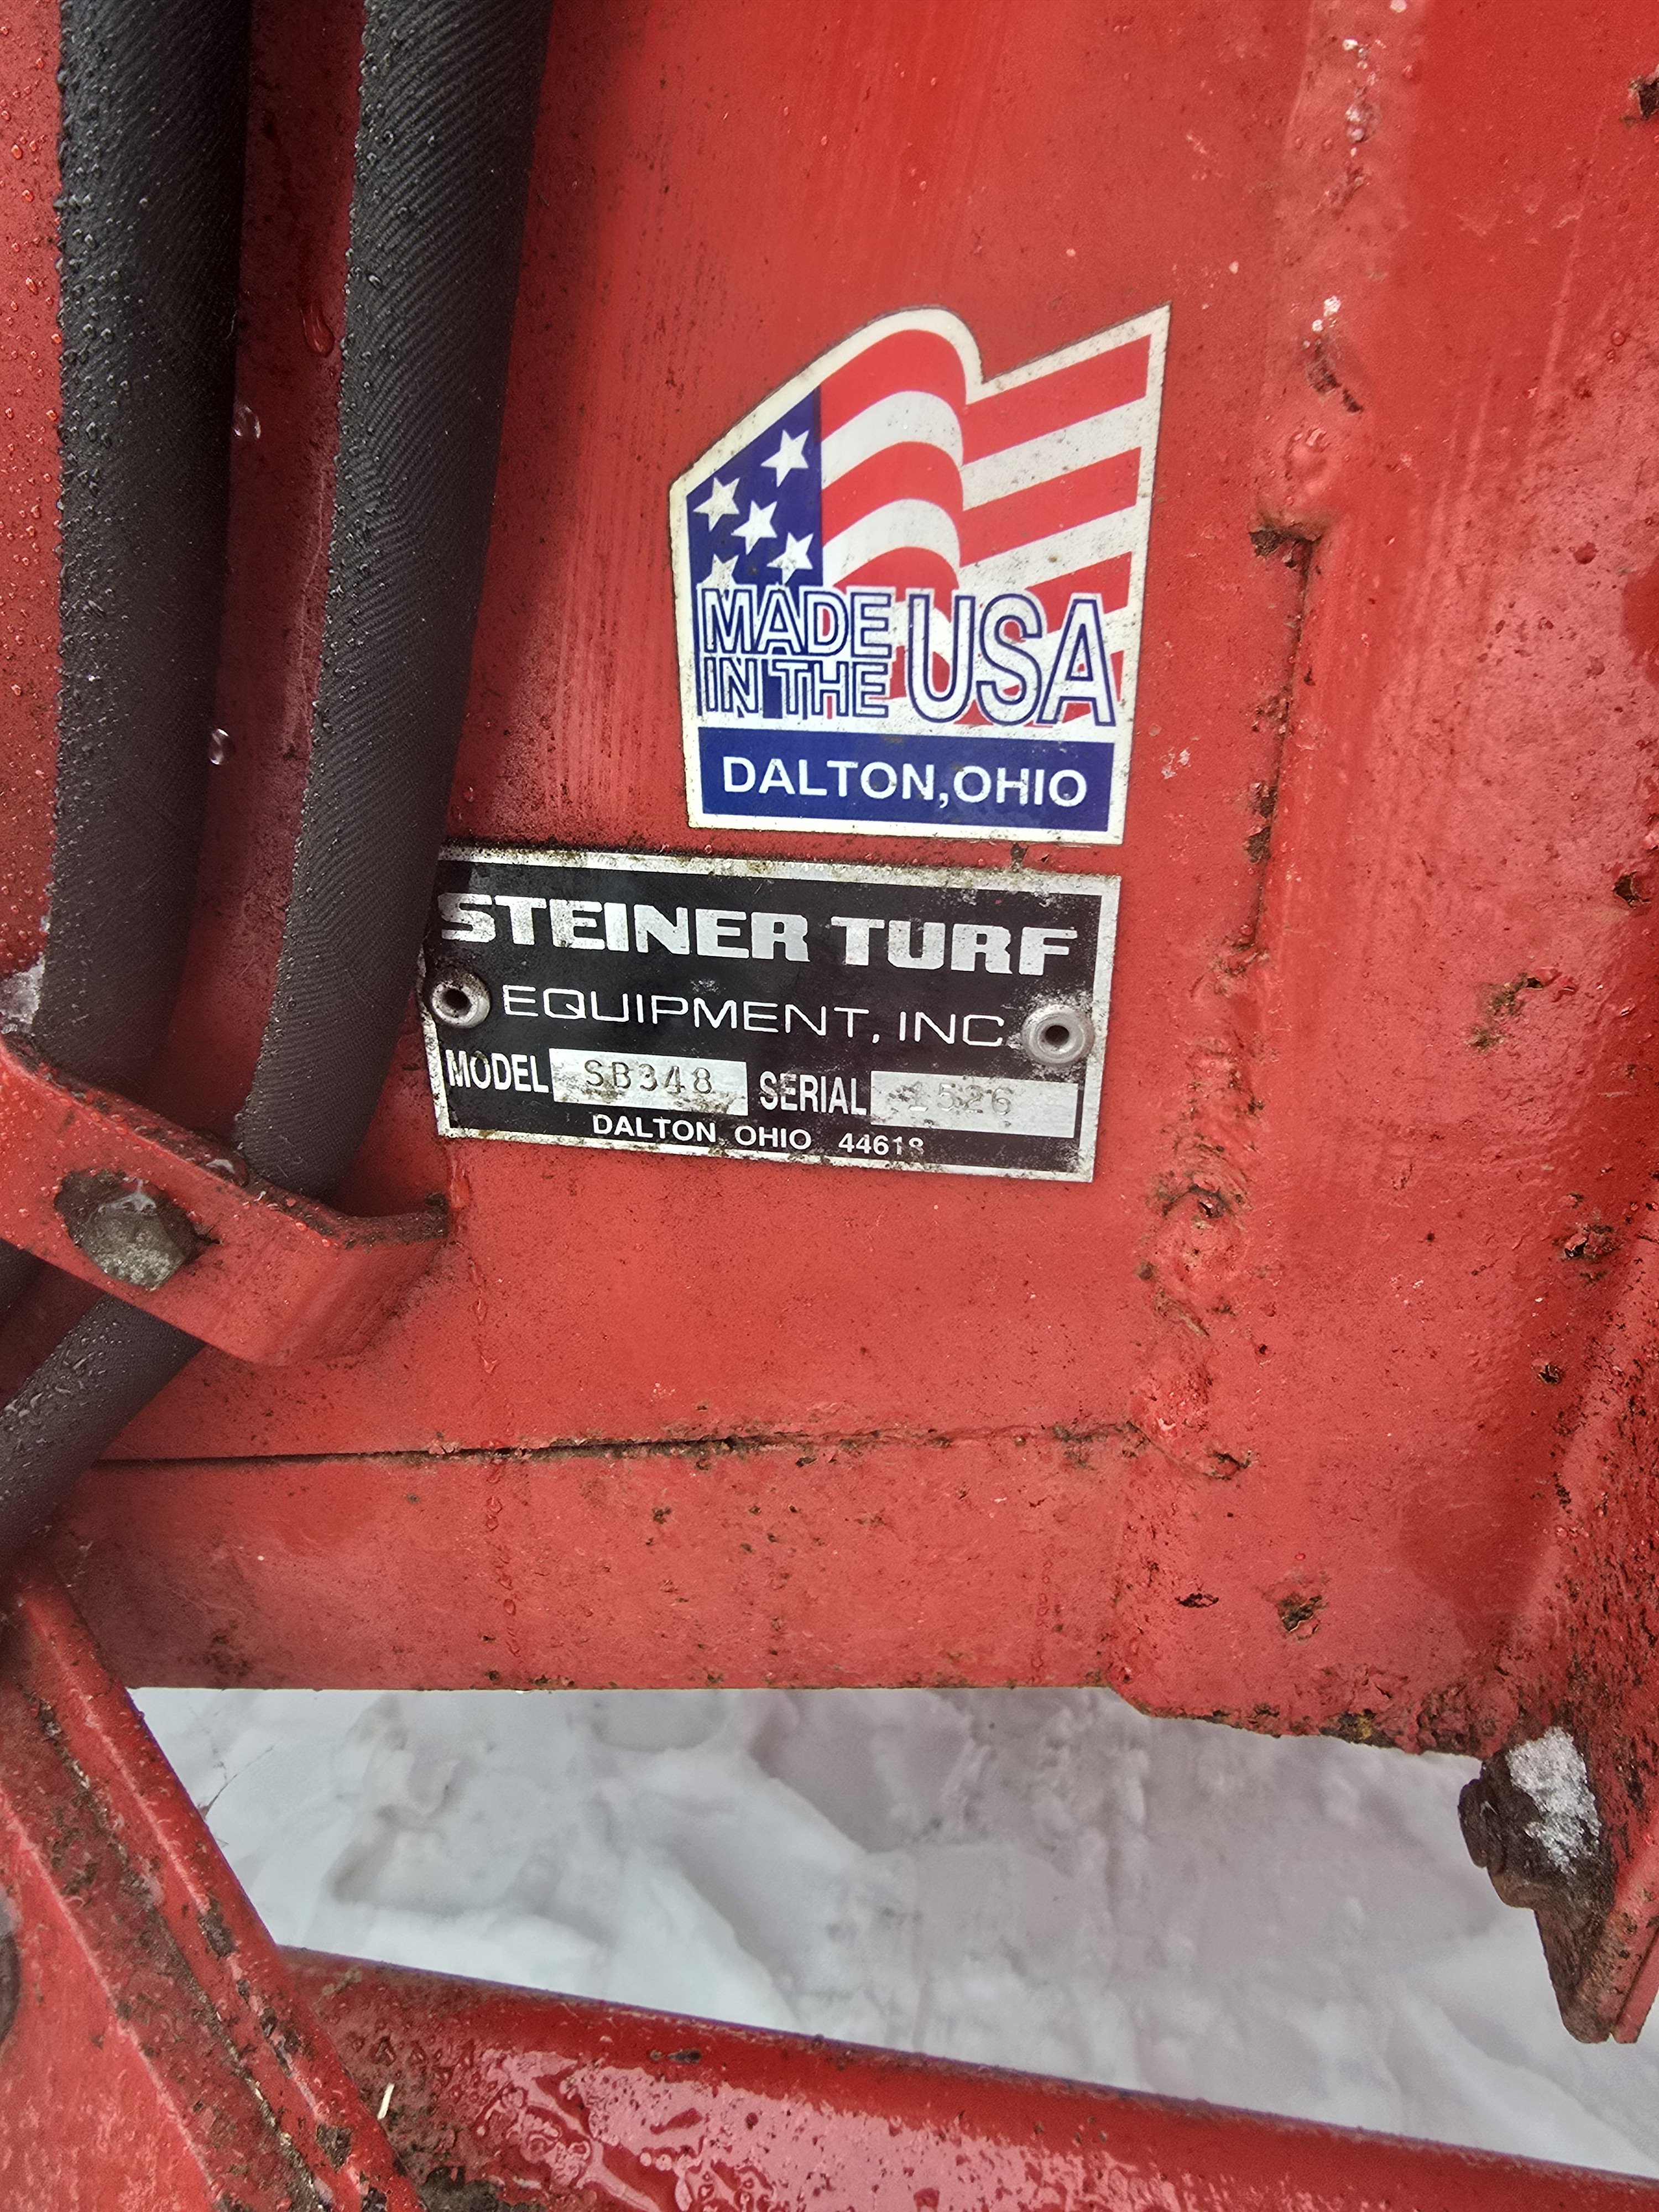 MADE
IN THE USA
DALTON, OHIO
STEINER TURF
EQUIPMENT, INC.
MODEL SB348 SERIAL 1526
DALTON OHIO 44618